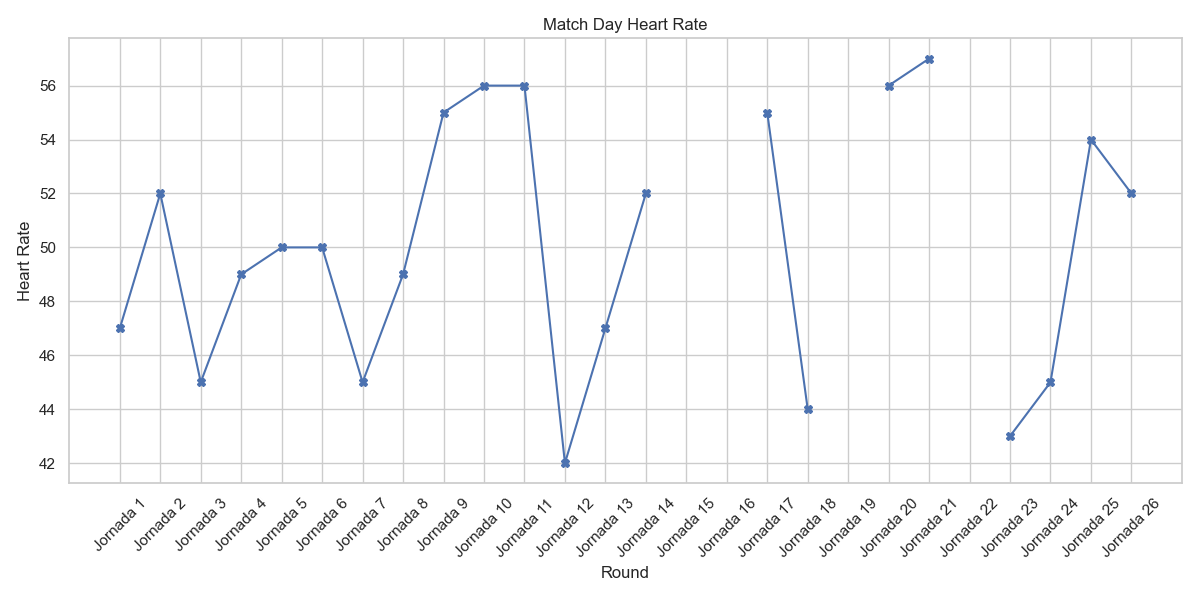 Match Day Heart Rate
Heart Rate
56
54
52
50
48
46
44
42
Jornada 1
Jornada 2
Jornada 3
Jornada 4
Jornada 5
Jornada 6
Jornada 7
Jornada 8
Jornada 9
Jornada 10
Jornada 11
Jornada 12
Jornada 13
Jornada 14
Jornada 15
Jornada 16
Jornada 17
Jornada 18
Jornada 19
Jornada 20
Jornada 21
Jornada 22
Jornada 23
Jornada 24
Jornada 25
Jornada 26
Round